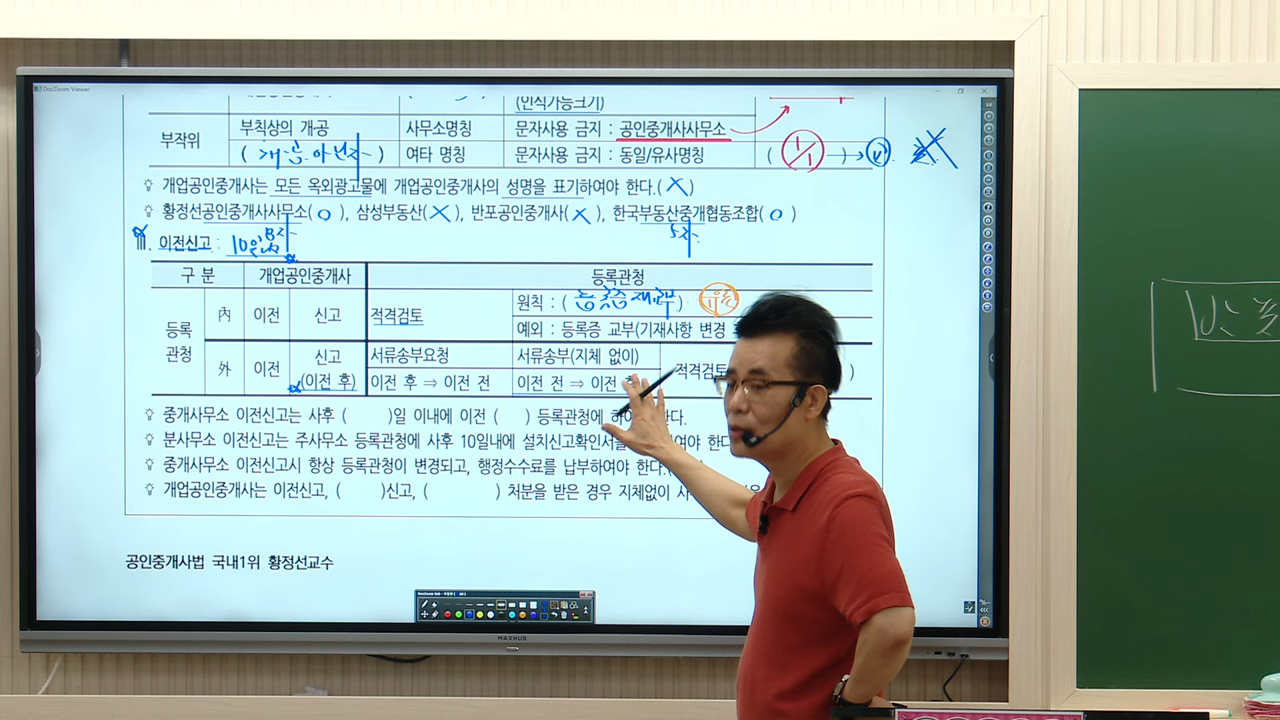 DocZoom Viewer
(인식가능크기)
부작위 부칙상의 개공 사무소명칭 문자사용 금지 : 공인중개사사무소
(개공아닌자) 여타 명칭 문자사용 금지 : 동일/유사명칭 ( 1/1 )
개업공인중개사는 모든 옥외광고물에 개업공인중개사의 성명을 표기하여야 한다.(X)
황정선공인중개사사무소(O), 삼성부동산(X), 반포공인중개사(X), 한국부동산중개협동조합(O)
Ⅲ. 이전신고 : 10일
구 분 개업공인중개사 등록관청
등록관청 內 이전 신고 적격검토 원칙 : (등록증 재교부)
예외 : 등록증 교부(기재사항 변경
外 이전 신고(이전 후) 서류송부요청 서류송부(지체 없이) 적격검토 )
이전 후 ⇒ 이전 전 이전 전 ⇒ 이전
중개사무소 이전신고는 사후 ( )일 이내에 이전 ( ) 등록관청에 다.
분사무소 이전신고는 주사무소 등록관청에 사후 10일내에 설치신고확인서를
중개사무소 이전신고시 항상 등록관청이 변경되고, 행정수수료를 납부하여야 한다.(
개업공인중개사는 이전신고, ( )신고, ( ) 처분을 받은 경우 지체없이
공인중개사법 국내1위 황정선교수
MAXHUB